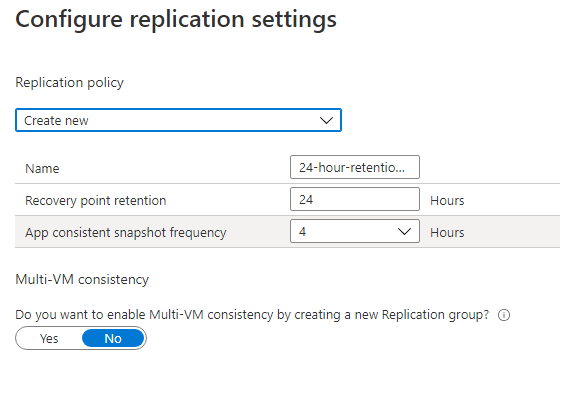 Configure replication settings
Replication policy
Create new
Name 24-hour-retentio...
Recovery point retention 24 Hours
App consistent snapshot frequency 4 Hours
Multi-VM consistency
Do you want to enable Multi-VM consistency by creating a new Replication group?
Yes No